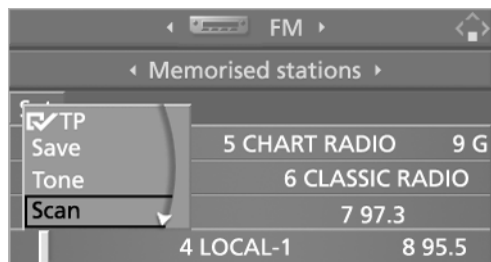 FM
Memorised stations
TP
Save
5 CHART RADIO 9 G
Tone
6 CLASSIC RADIO
Scan
7 97.3
4 LOCAL-1 8 95.5